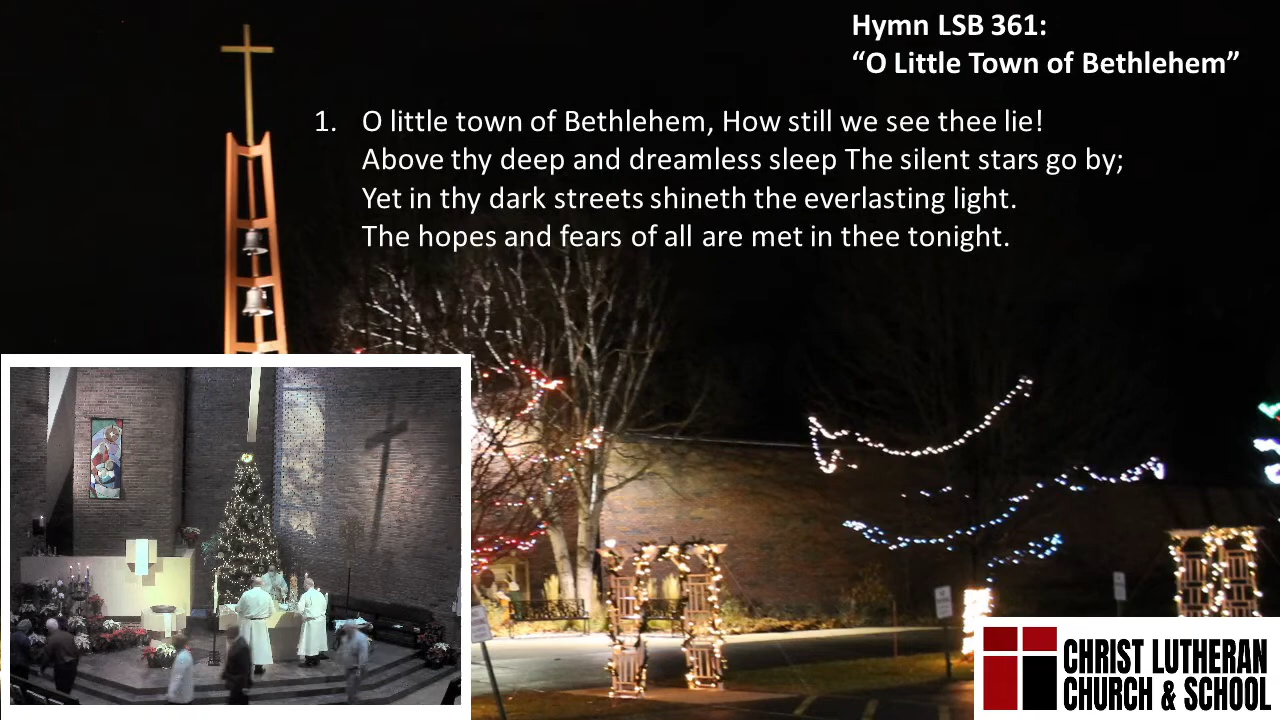 Hymn LSB 361:
“O Little Town of Bethlehem”
1. O little town of Bethlehem, How still we see thee lie!
Above thy deep and dreamless sleep The silent stars go by;
Yet in thy dark streets shineth the everlasting light.
The hopes and fears of all are met in thee tonight.
CHRIST LUTHERAN
CHURCH & SCHOOL